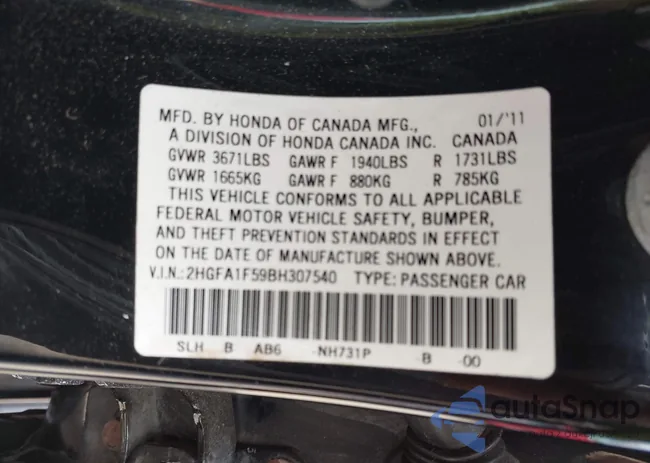 MFD. BY HONDA OF CANADA MFG., 01/'11
A DIVISION OF HONDA CANADA INC. CANADA
GVWR 3671LBS GAWR F 1940LBS R 1731LBS
GVWR 1665KG GAWR F 880KG R 785KG
THIS VEHICLE CONFORMS TO ALL APPLICABLE
FEDERAL MOTOR VEHICLE SAFETY, BUMPER,
AND THEFT PREVENTION STANDARDS IN EFFECT
ON THE DATE OF MANUFACTURE SHOWN ABOVE.
V.I.N.: 2HGFA1F59BH307540 TYPE: PASSENGER CAR
SLH B AB6 -NH731P -B -00
autoSnap